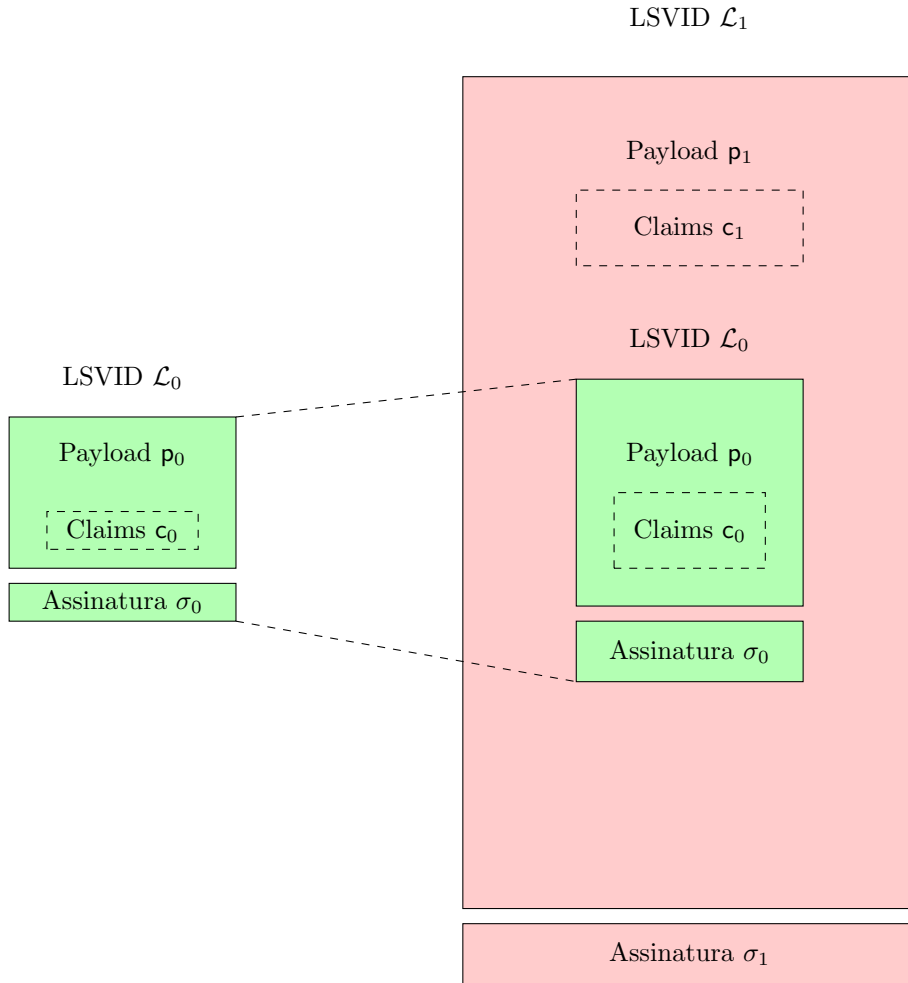 LSVID ℒ₀
Payload p₀
Claims c₀
Assinatura σ₀
LSVID ℒ₁
Payload p₁
Claims c₁
LSVID ℒ₀
Payload p₀
Claims c₀
Assinatura σ₀
Assinatura σ₁